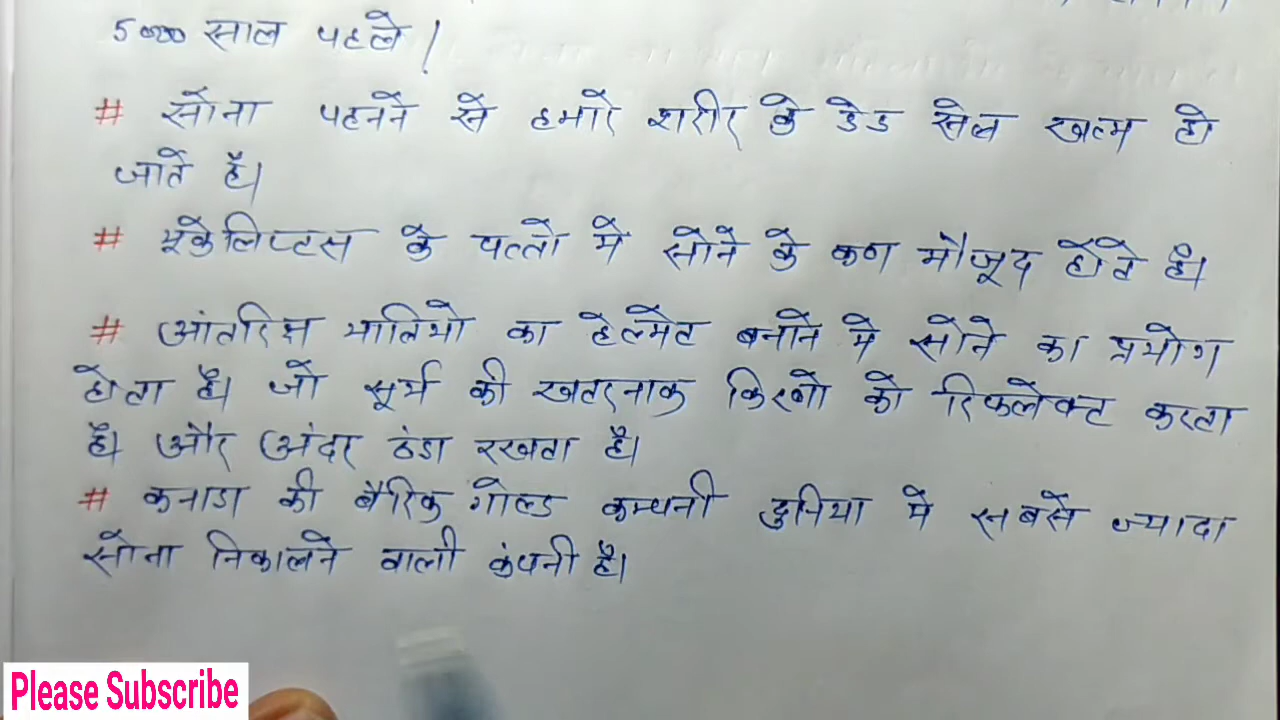 5000 साल पहले।
# सोना पहनने से हमारे शरीर के डेड सेल खत्म हो
जाते है।
# यूकेलिप्टस के पत्तो मे सोने के कण मौजूद होते है।
# आंतरिक्ष यात्रियो का हेल्मेट बनाने मे सोने का प्रयोग
होता है। जो सूर्य की खतरनाक किरणो को रिफ्लेक्ट करता
है। और अंदर ठंडा रखता है।
# कनाडा की बैरिक गोल्ड कम्पनी दुनिया मे सबसे ज्यादा
सोना निकालने वाली कंपनी है।
Please Subscribe